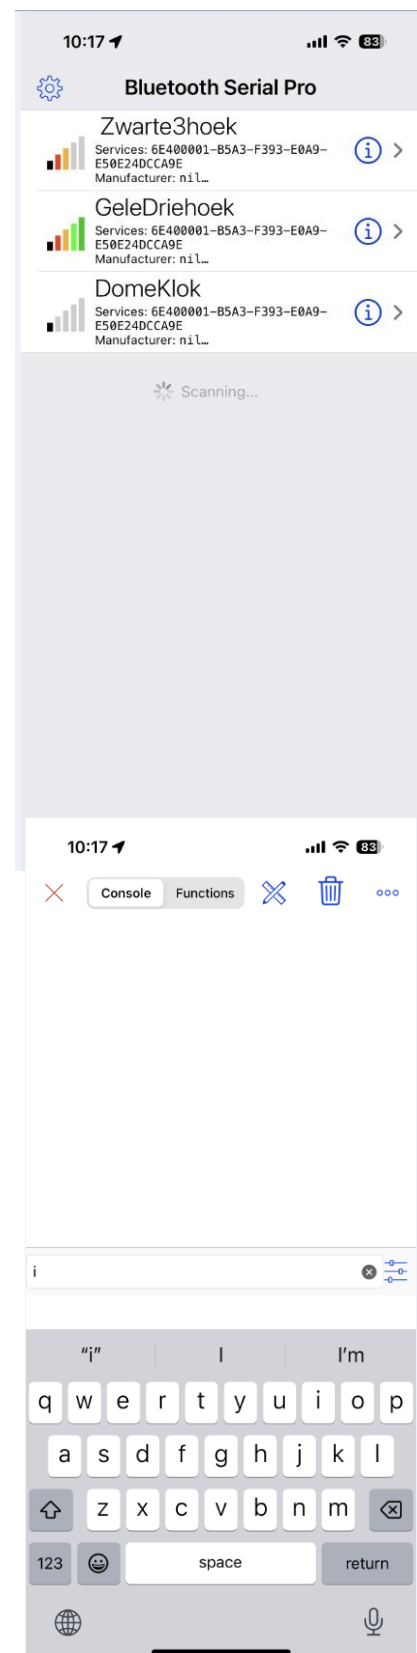 10:17
83
Bluetooth Serial Pro
Zwarte3hoek
Services: 6E400001-B5A3-F393-E0A9-
E50E24DCCA9E
Manufacturer: nil…
GeleDriehoek
Services: 6E400001-B5A3-F393-E0A9-
E50E24DCCA9E
Manufacturer: nil…
DomeKlok
Services: 6E400001-B5A3-F393-E0A9-
E50E24DCCA9E
Manufacturer: nil…
Scanning...
10:17
83
Console Functions
i
“i” I I'm
q w e r t y u i o p
a s d f g h j k l
z x c v b n m
123 space return